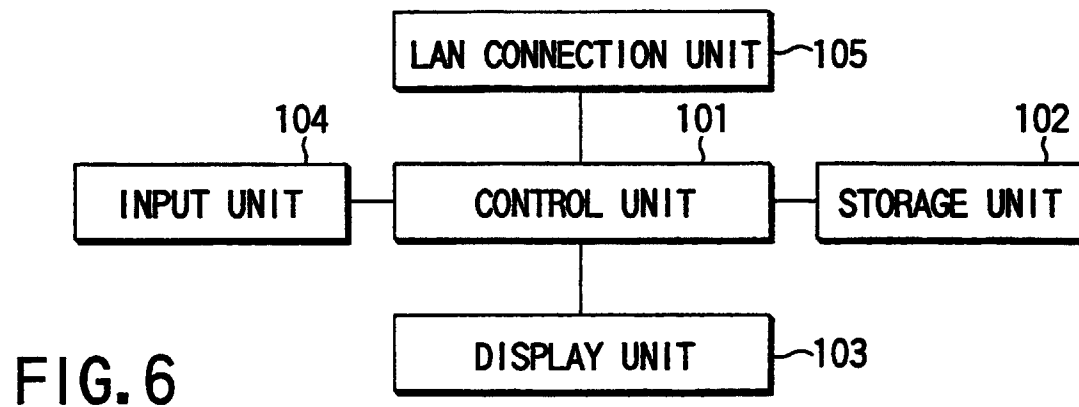 LAN CONNECTION UNIT 105
104 101 102
INPUT UNIT CONTROL UNIT STORAGE UNIT
DISPLAY UNIT 103
FIG. 6